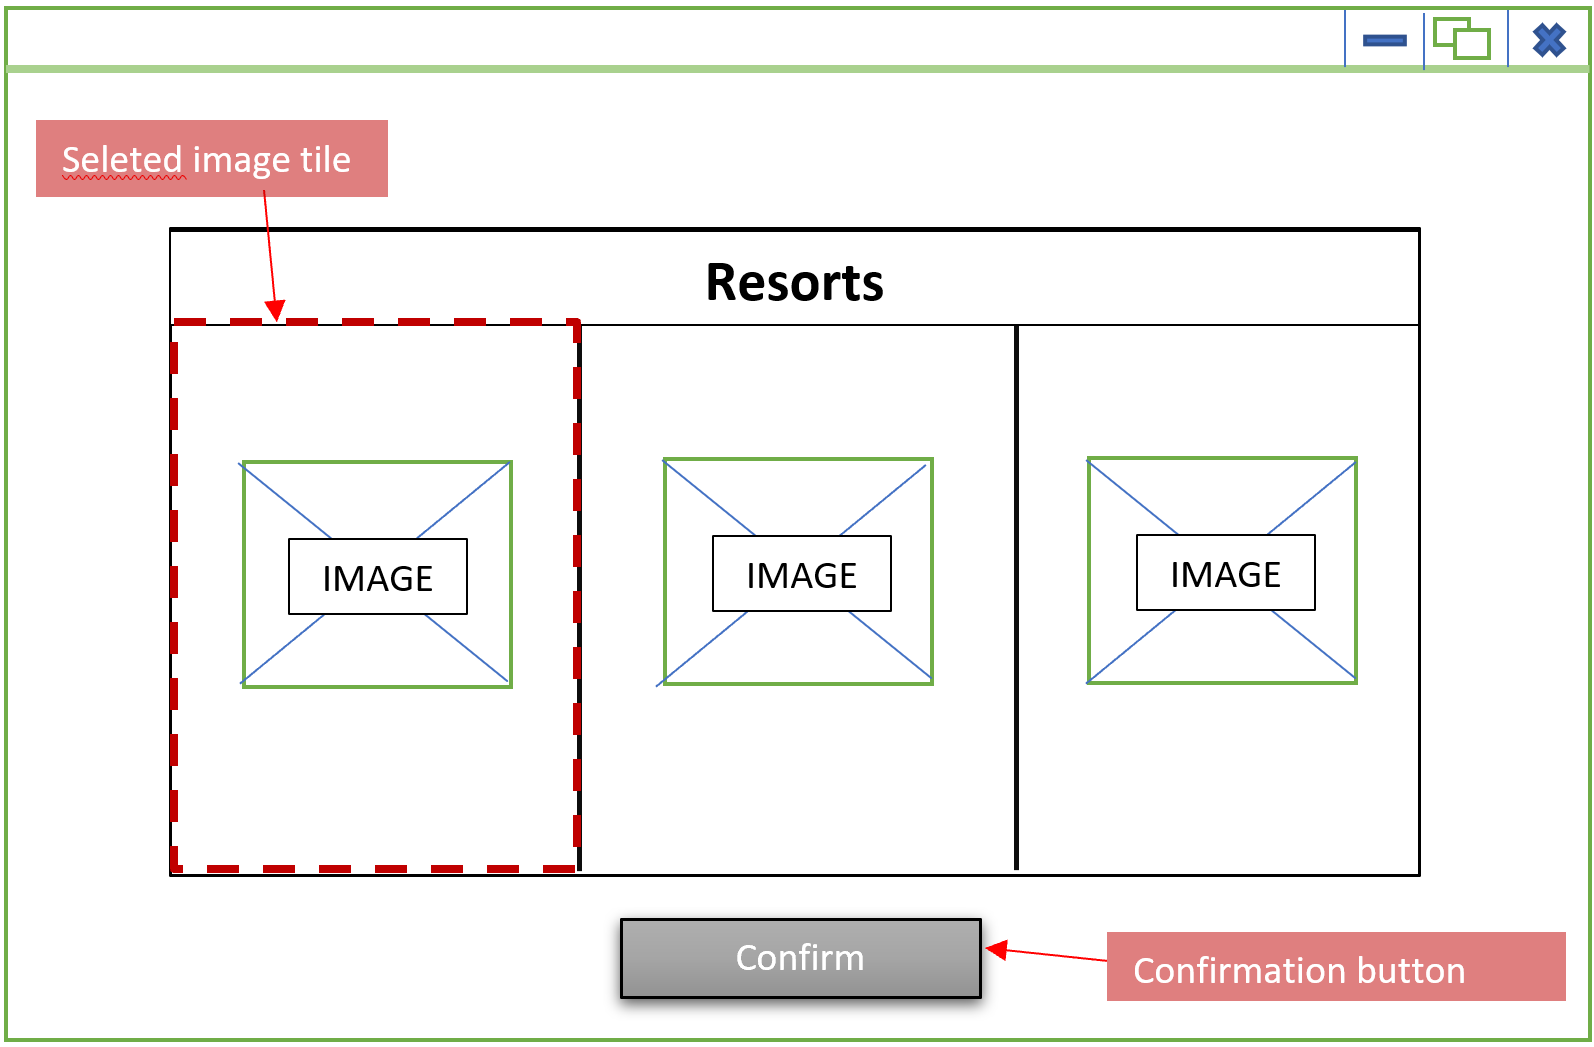 Seleted image tile
Resorts
IMAGE
IMAGE
IMAGE
Confirm
Confirmation button